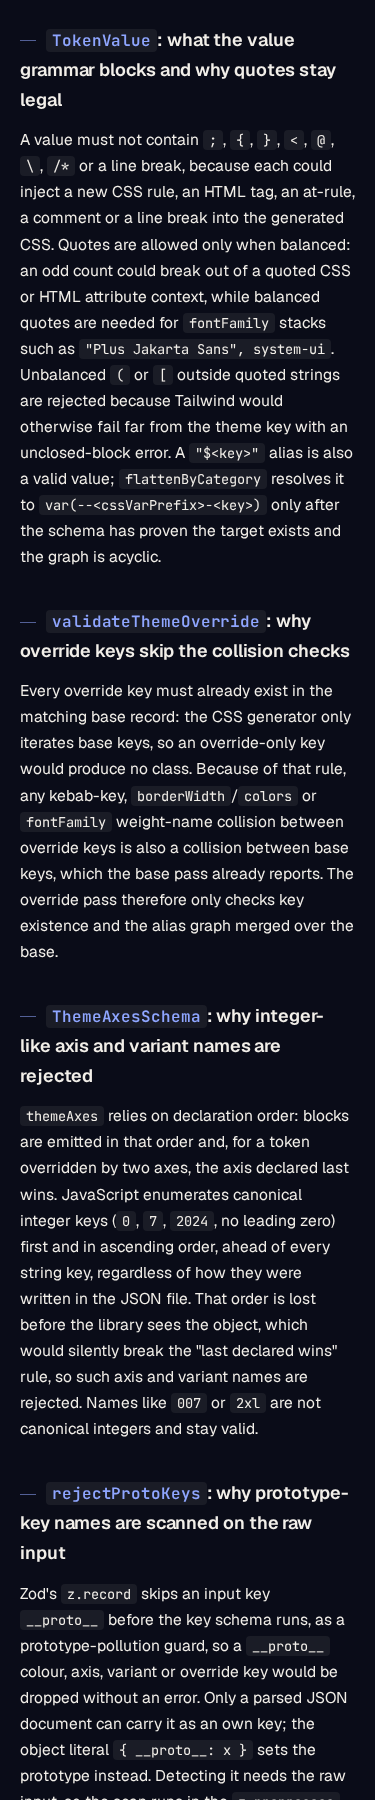 — TokenValue: what the value
grammar blocks and why quotes stay
legal
A value must not contain ;, {, }, <, @,
\, /* or a line break, because each could
inject a new CSS rule, an HTML tag, an at-rule,
a comment or a line break into the generated
CSS. Quotes are allowed only when balanced:
an odd count could break out of a quoted CSS
or HTML attribute context, while balanced
quotes are needed for fontFamily stacks
such as "Plus Jakarta Sans", system-ui.
Unbalanced ( or [ outside quoted strings
are rejected because Tailwind would
otherwise fail far from the theme key with an
unclosed-block error. A "$<key>" alias is also
a valid value; flattenByCategory resolves it
to var(--<cssVarPrefix>-<key>) only after
the schema has proven the target exists and
the graph is acyclic.
— validateThemeOverride: why
override keys skip the collision checks
Every override key must already exist in the
matching base record: the CSS generator only
iterates base keys, so an override-only key
would produce no class. Because of that rule,
any kebab-key, borderWidth/colors or
fontFamily weight-name collision between
override keys is also a collision between base
keys, which the base pass already reports. The
override pass therefore only checks key
existence and the alias graph merged over the
base.
— ThemeAxesSchema: why integer-
like axis and variant names are
rejected
themeAxes relies on declaration order: blocks
are emitted in that order and, for a token
overridden by two axes, the axis declared last
wins. JavaScript enumerates canonical
integer keys (0, 7, 2024, no leading zero)
first and in ascending order, ahead of every
string key, regardless of how they were
written in the JSON file. That order is lost
before the library sees the object, which
would silently break the "last declared wins"
rule, so such axis and variant names are
rejected. Names like 007 or 2xl are not
canonical integers and stay valid.
— rejectProtoKeys: why prototype-
key names are scanned on the raw
input
Zod's z.record skips an input key
__proto__ before the key schema runs, as a
prototype-pollution guard, so a __proto__
colour, axis, variant or override key would be
dropped without an error. Only a parsed JSON
document can carry it as an own key; the
object literal { __proto__: x } sets the
prototype instead. Detecting it needs the raw